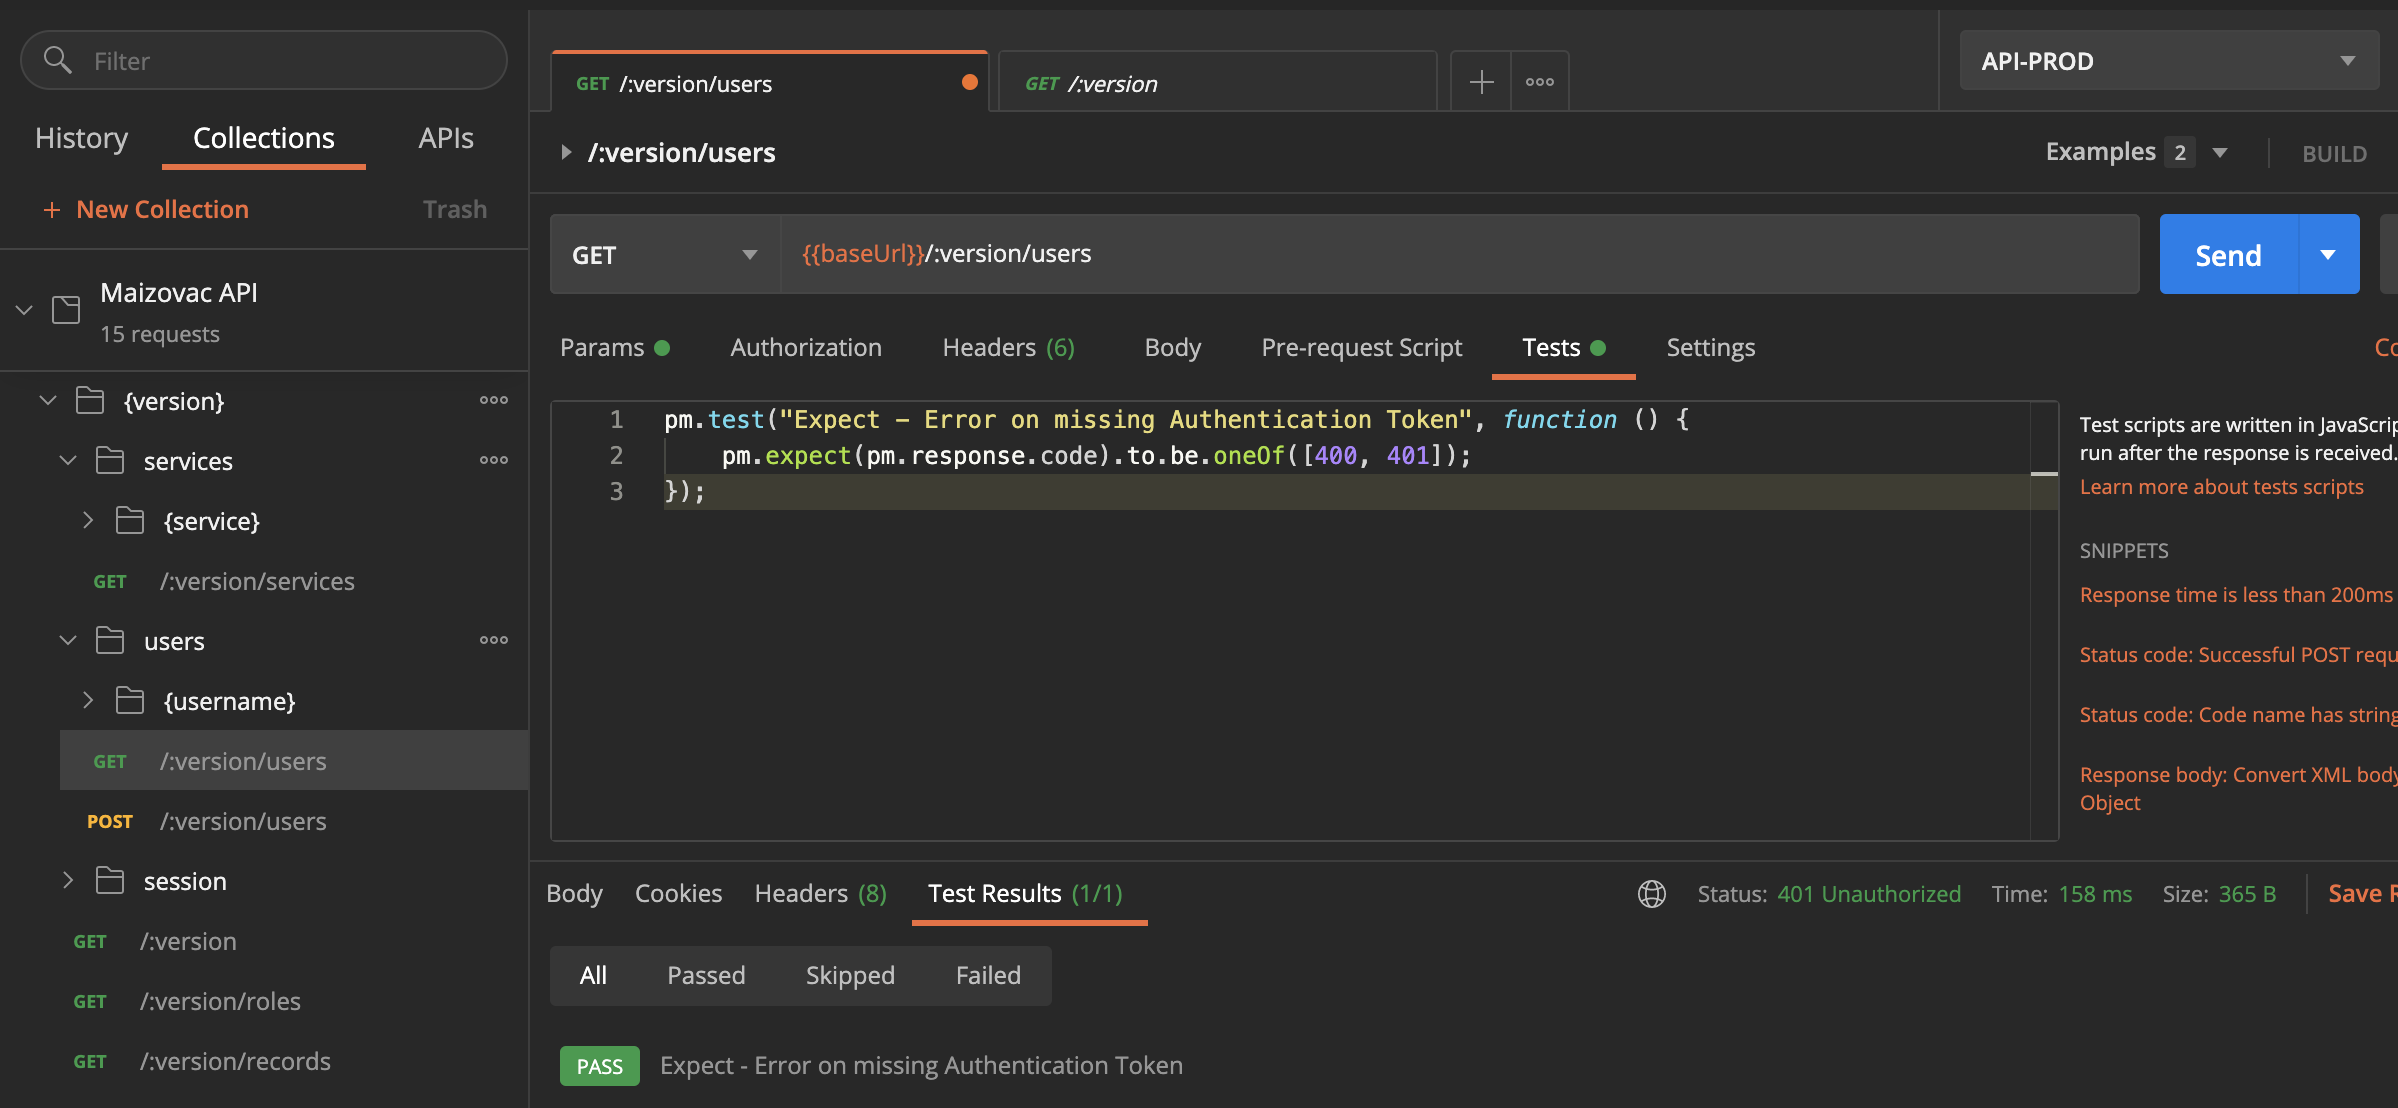 Filter
History Collections APIs
+ New Collection Trash
Maizovac API
15 requests
{version}
services
{service}
GET /:version/services
users
{username}
GET /:version/users
POST /:version/users
session
GET /:version
GET /:version/roles
GET /:version/records
GET /:version/users
GET /:version
API-PROD
/:version/users
Examples 2
BUILD
GET {{baseUrl}}/:version/users
Send
Params Authorization Headers (6) Body Pre-request Script Tests Settings
1 pm.test("Expect – Error on missing Authentication Token", function () {
2 pm.expect(pm.response.code).to.be.oneOf([400, 401]);
3 });
Test scripts are written in JavaScrip
run after the response is received.
Learn more about tests scripts
SNIPPETS
Response time is less than 200ms
Status code: Successful POST requ
Status code: Code name has string
Response body: Convert XML body
Object
Body Cookies Headers (8) Test Results (1/1)
Status: 401 Unauthorized Time: 158 ms Size: 365 B Save R
All Passed Skipped Failed
PASS Expect - Error on missing Authentication Token